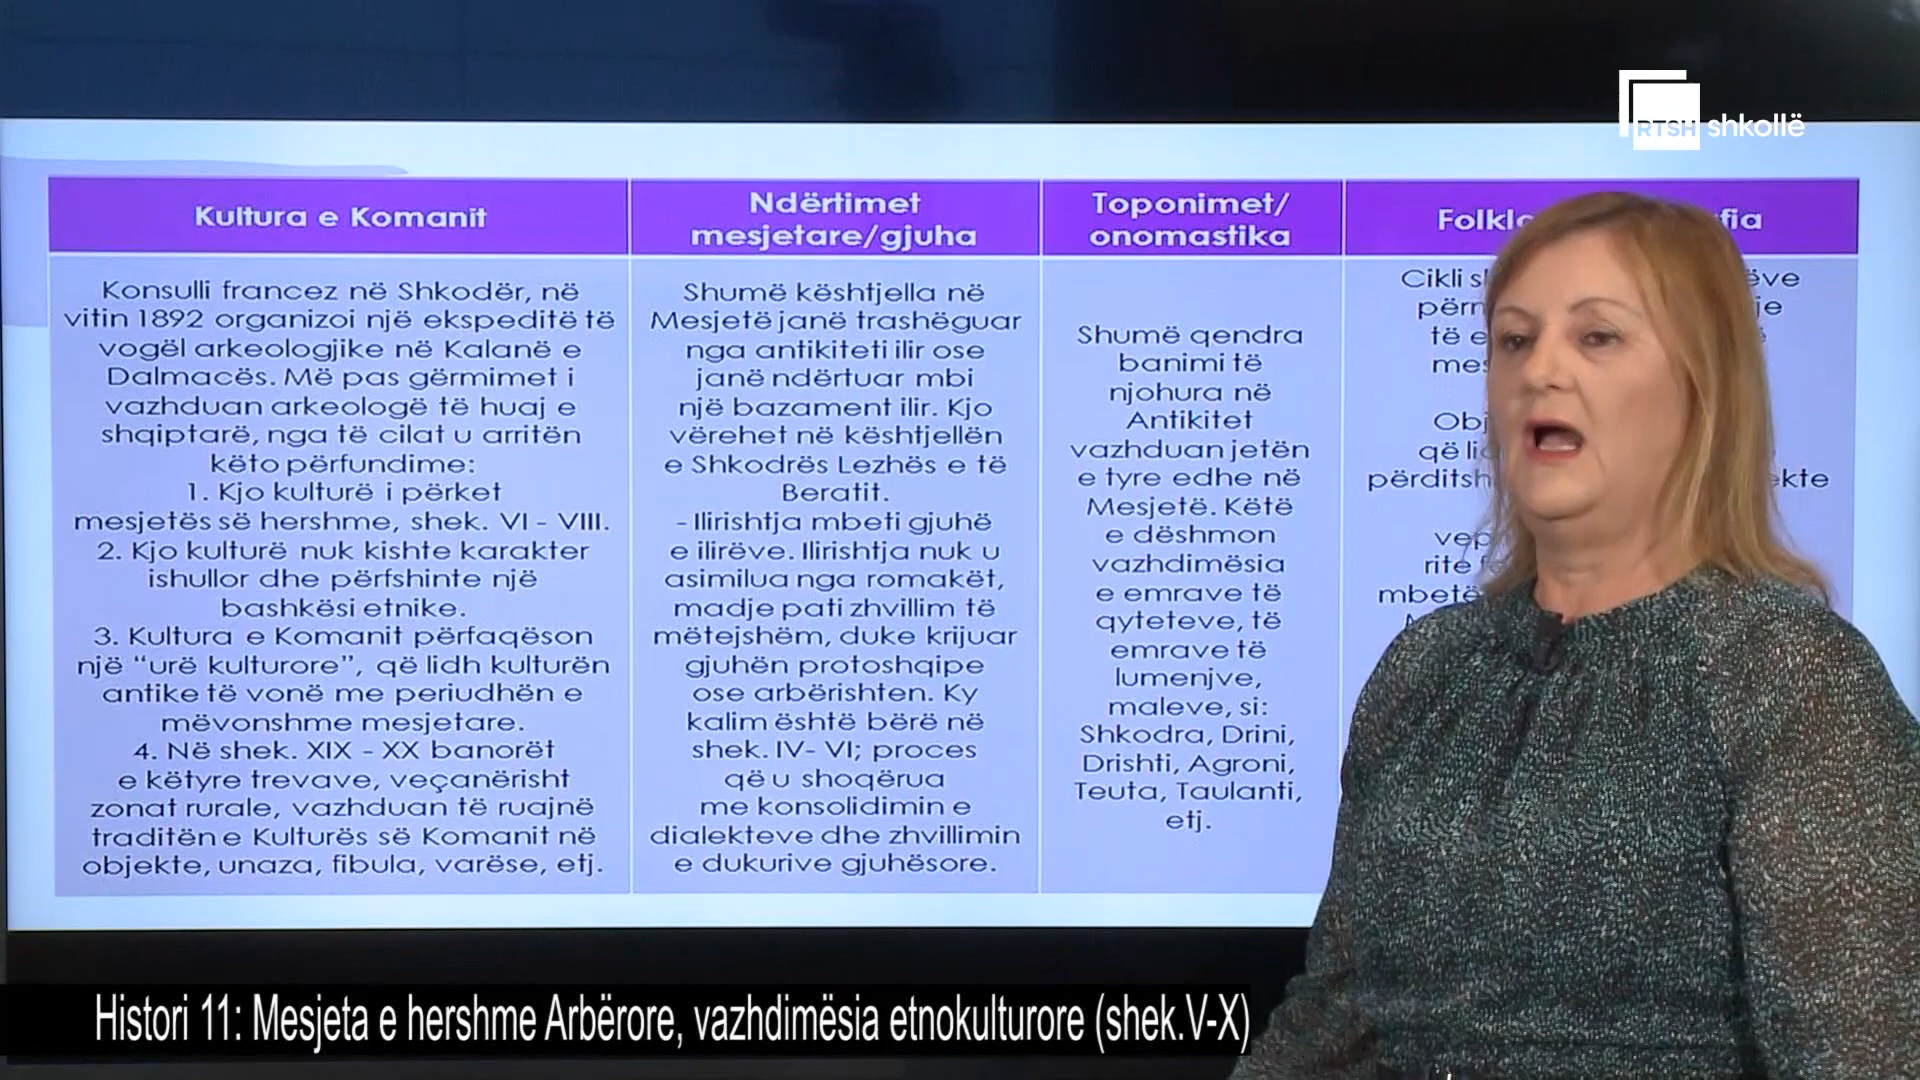 RTSH shkollë
Kultura e Komanit
Konsulli francez në Shkodër, në
vitin 1892 organizoi një ekspeditë të
vogël arkeologjike në Kalanë e
Dalmacës. Më pas gërmimet i
vazhduan arkeologë të huaj e
shqiptarë, nga të cilat u arritën
këto përfundime:
1. Kjo kulturë i përket
mesjetës së hershme, shek. VI - VIII.
2. Kjo kulturë nuk kishte karakter
ishullor dhe përfshinte një
bashkësi etnike.
3. Kultura e Komanit përfaqëson
një “urë kulturore”, që lidh kulturën
antike të vonë me periudhën e
mëvonshme mesjetare.
4. Në shek. XIX - XX banorët
e këtyre trevave, veçanërisht
zonat rurale, vazhduan të ruajnë
traditën e Kulturës së Komanit në
objekte, unaza, fibula, varëse, etj.
Ndërtimet
mesjetare/gjuha
Shumë kështjella në
Mesjetë janë trashëguar
nga antikiteti ilir ose
janë ndërtuar mbi
një bazament ilir. Kjo
vërehet në kështjellën
e Shkodrës Lezhës e të
Beratit.
- Ilirishtja mbeti gjuhë
e ilirëve. Ilirishtja nuk u
asimilua nga romakët,
madje pati zhvillim të
mëtejshëm, duke krijuar
gjuhën protoshqipe
ose arbërishten. Ky
kalim është bërë në
shek. IV- VI; proces
që u shoqërua
me konsolidimin e
dialekteve dhe zhvillimin
e dukurive gjuhësore.
Toponimet/
onomastika
Shumë qendra
banimi të
njohura në
Antikitet
vazhduan jetën
e tyre edhe në
Mesjetë. Këtë
e dëshmon
vazhdimësia
e emrave të
qyteteve, të
emrave të
lumenjve,
maleve, si:
Shkodra, Drini,
Drishti, Agroni,
Teuta, Taulanti,
etj.
Cikli
të
që
rite
Histori 11: Mesjeta e hershme Arbërore, vazhdimësia etnokulturore (shek.V-X)